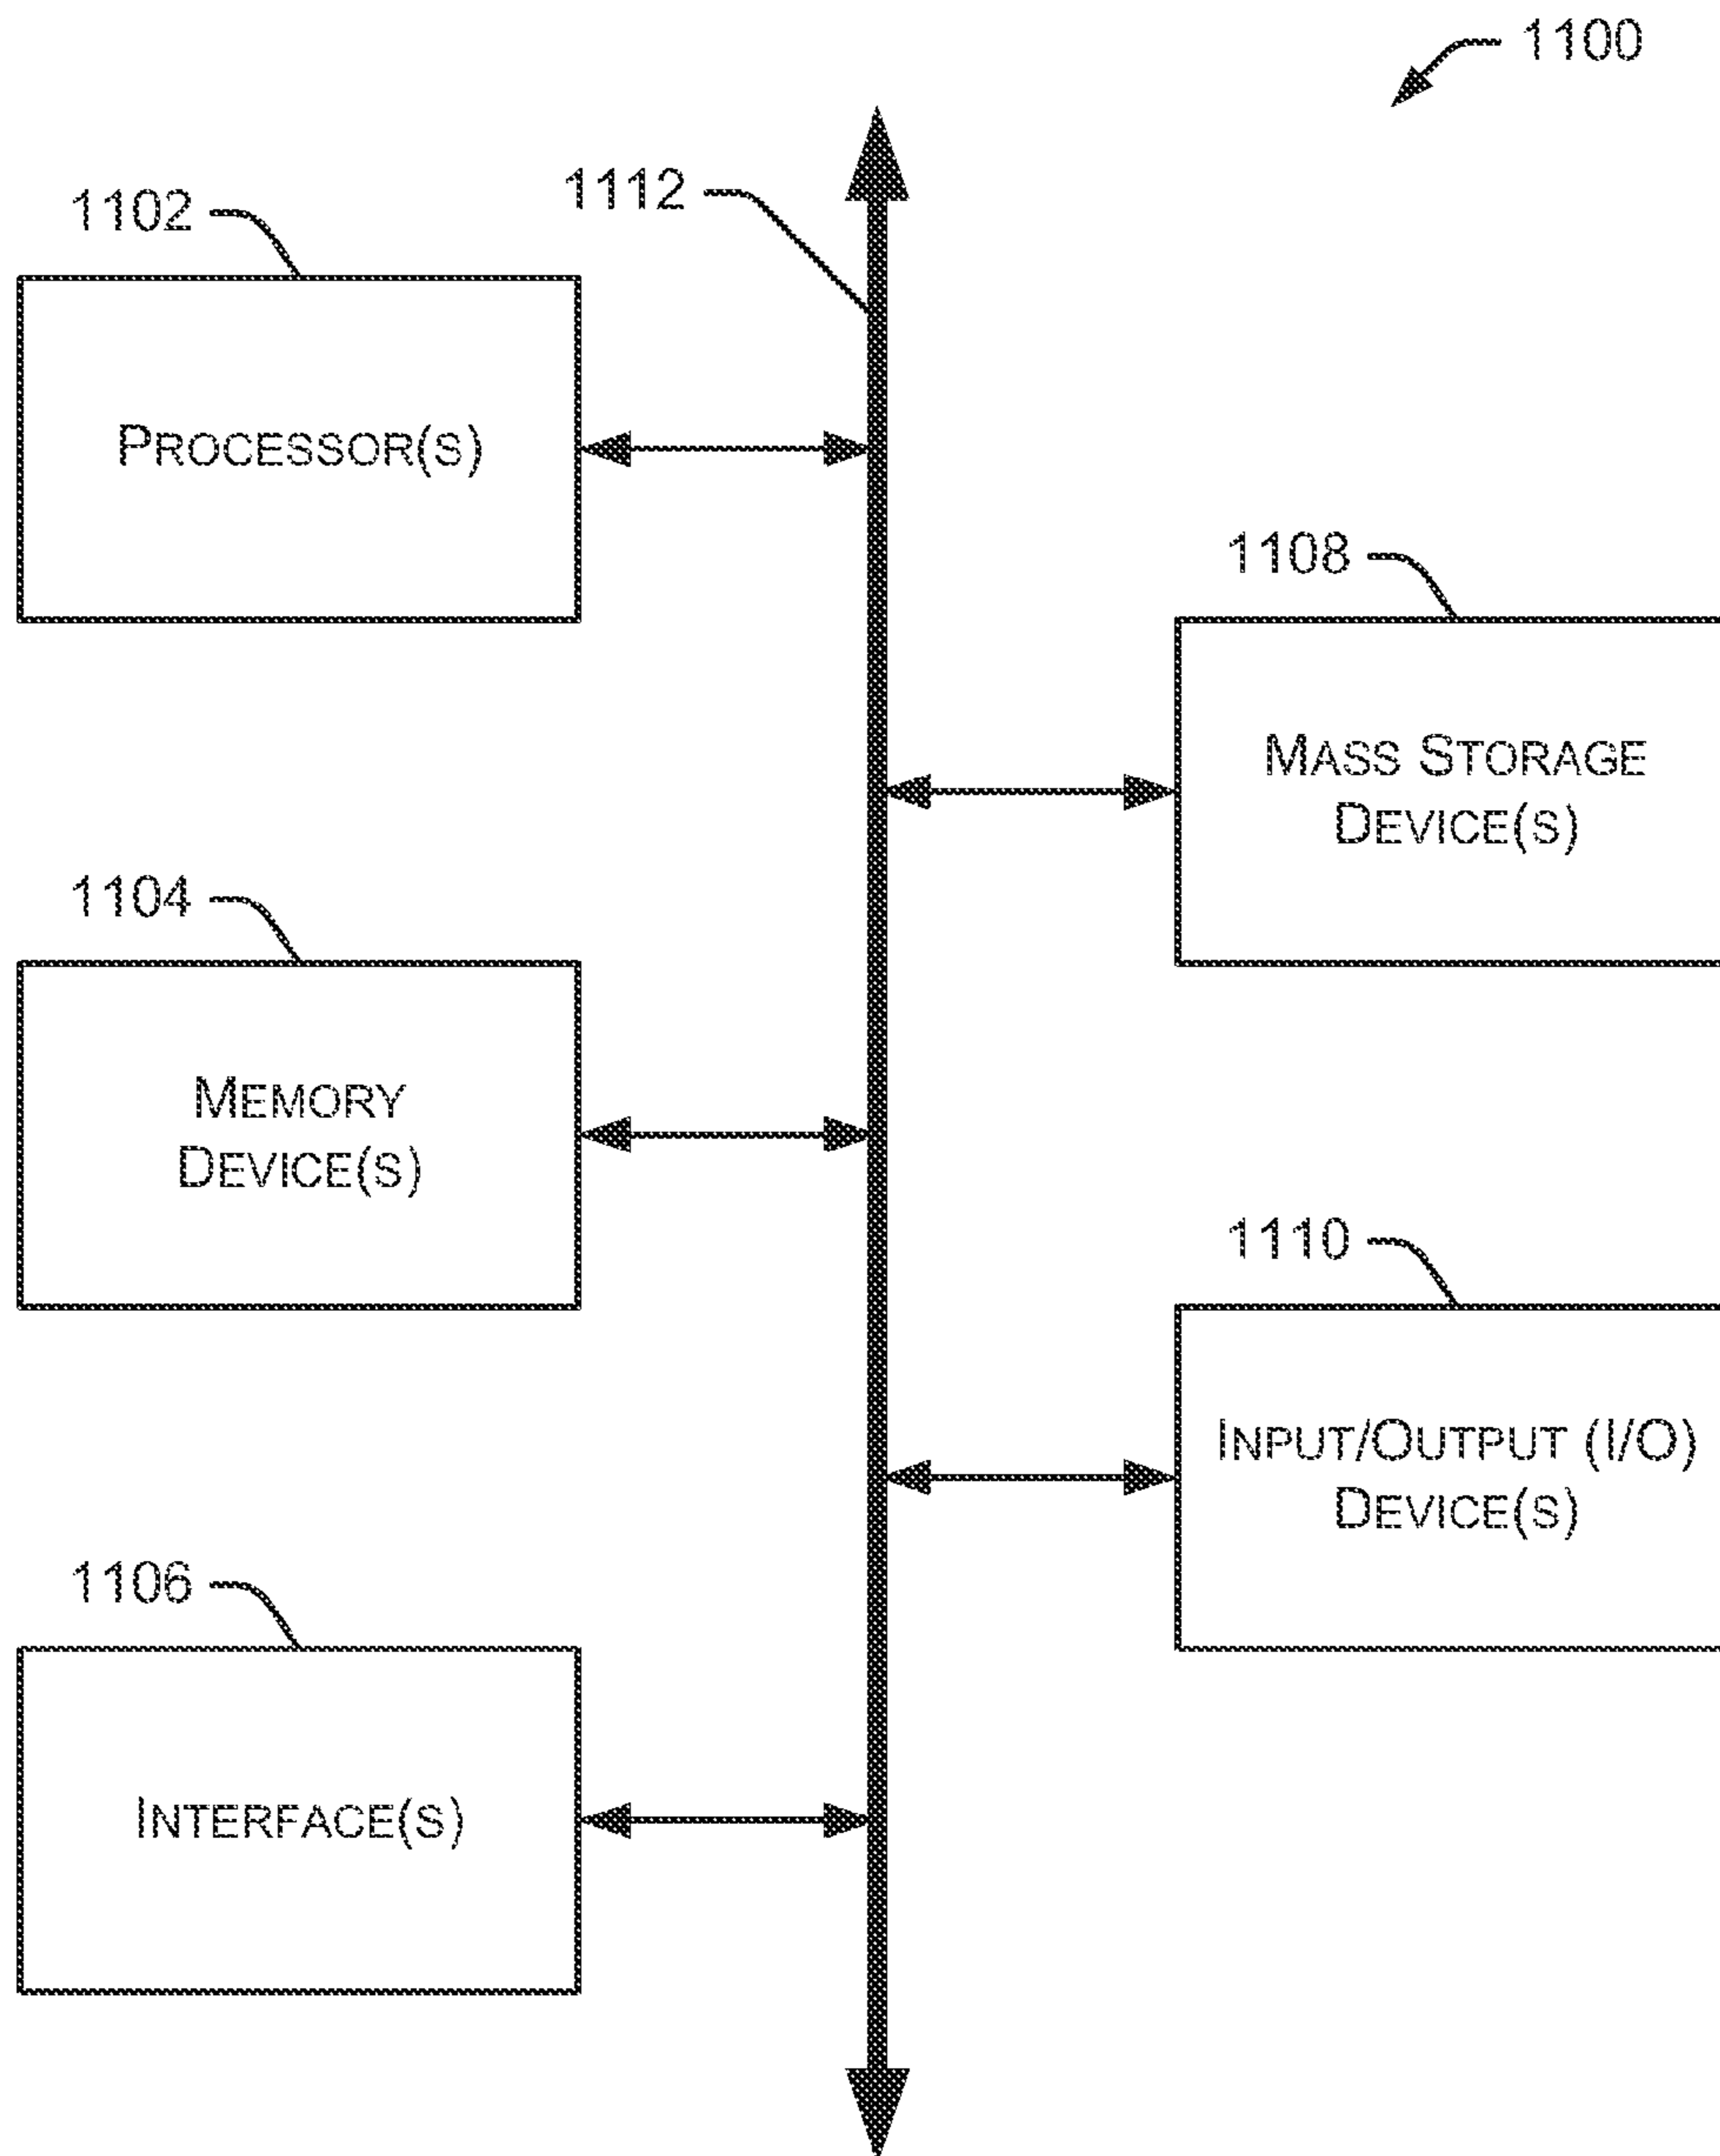 1100
1112
1102
PROCESSOR(S)
1108
MASS STORAGE
DEVICE(S)
1104
MEMORY
DEVICE(S)
1110
INPUT/OUTPUT (I/O)
DEVICE(S)
1106
INTERFACE(S)